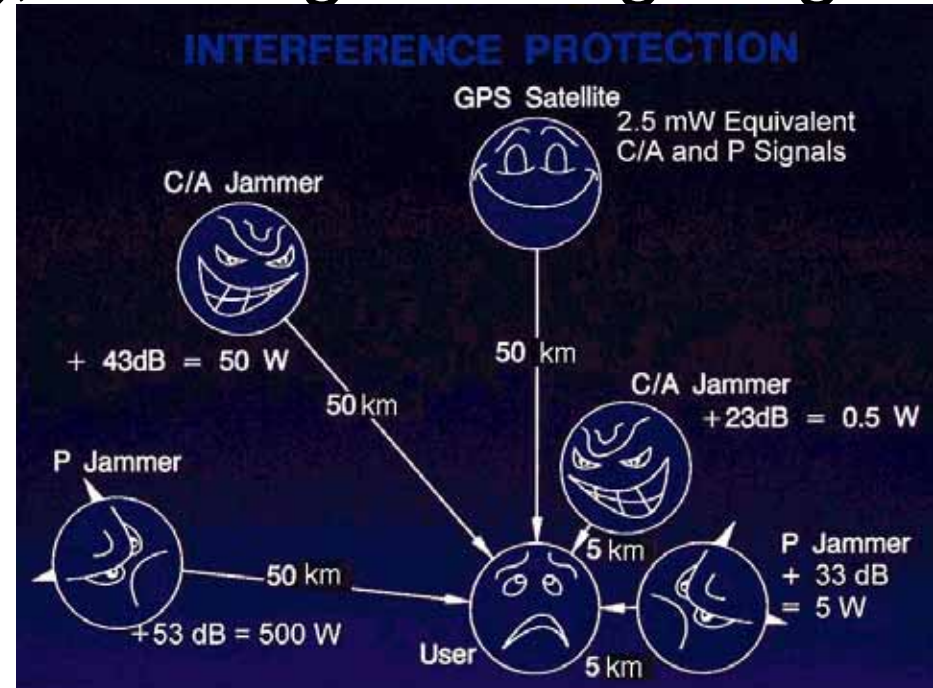 INTERFERENCE PROTECTION
GPS Satellite
2.5 mW Equivalent
C/A and P Signals
C/A Jammer
+ 43dB = 50 W
50 km
50 km
C/A Jammer
+23dB = 0.5 W
P Jammer
50 km
+53 dB = 500 W
5 km
P Jammer
+ 33 dB
= 5 W
User
5 km